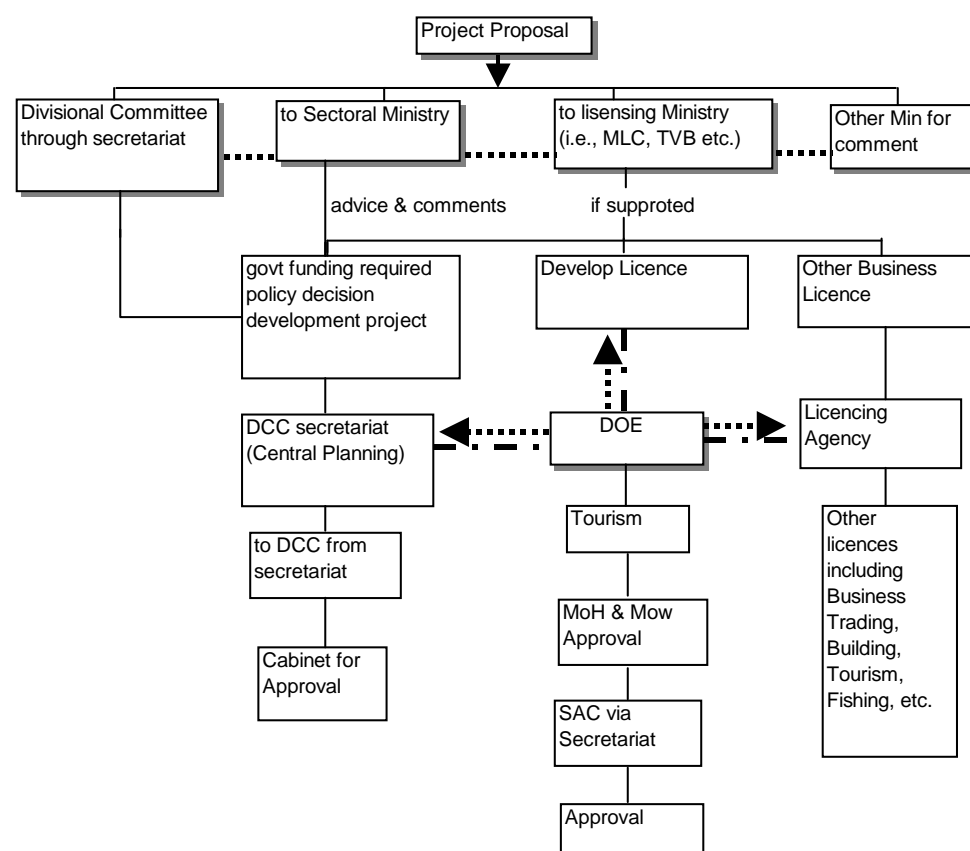 Project Proposal
Divisional Committee
through secretariat
to Sectoral Ministry
to lisensing Ministry
(i.e., MLC, TVB etc.)
Other Min for
comment
advice & comments
if supproted
govt funding required
policy decision
development project
Develop Licence
Other Business
Licence
DCC secretariat
(Central Planning)
DOE
Licencing
Agency
to DCC from
secretariat
Tourism
Other
licences
including
Business
Trading,
Building,
Tourism,
Fishing, etc.
MoH & Mow
Approval
Cabinet for
Approval
SAC via
Secretariat
Approval